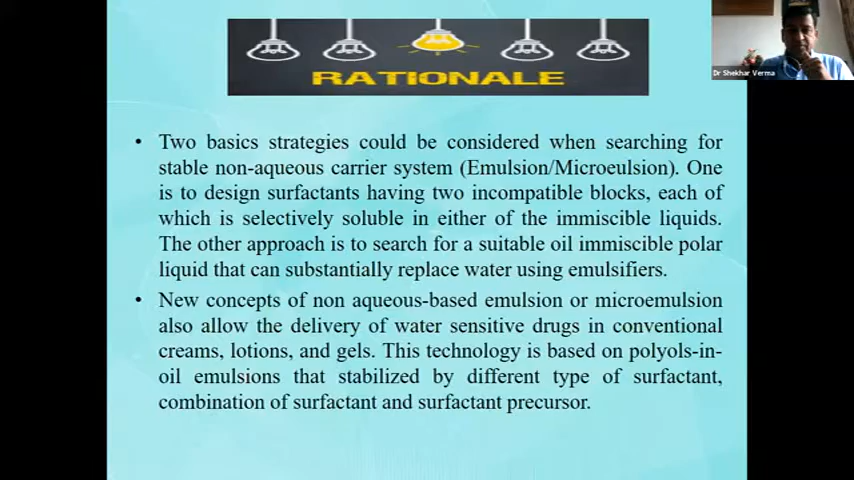 RATIONALE
Dr Shekhar Verma
• Two basics strategies could be considered when searching for
stable non-aqueous carrier system (Emulsion/Microeulsion). One
is to design surfactants having two incompatible blocks, each of
which is selectively soluble in either of the immiscible liquids.
The other approach is to search for a suitable oil immiscible polar
liquid that can substantially replace water using emulsifiers.
• New concepts of non aqueous-based emulsion or microemulsion
also allow the delivery of water sensitive drugs in conventional
creams, lotions, and gels. This technology is based on polyols-in-
oil emulsions that stabilized by different type of surfactant,
combination of surfactant and surfactant precursor.